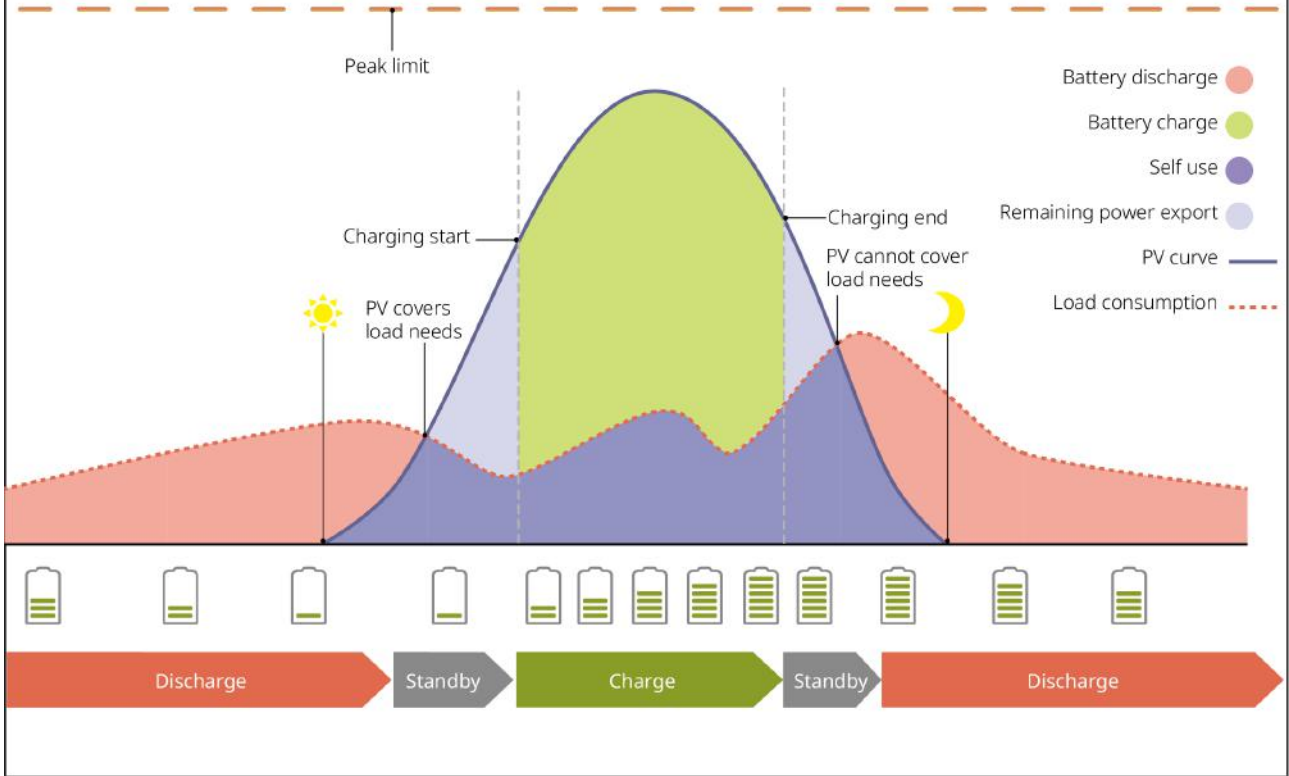 Peak limit
Battery discharge
Battery charge
Self use
Remaining power export
PV curve
Load consumption
Charging start
Charging end
PV covers
load needs
PV cannot cover
load needs
Discharge
Standby
Charge
Standby
Discharge